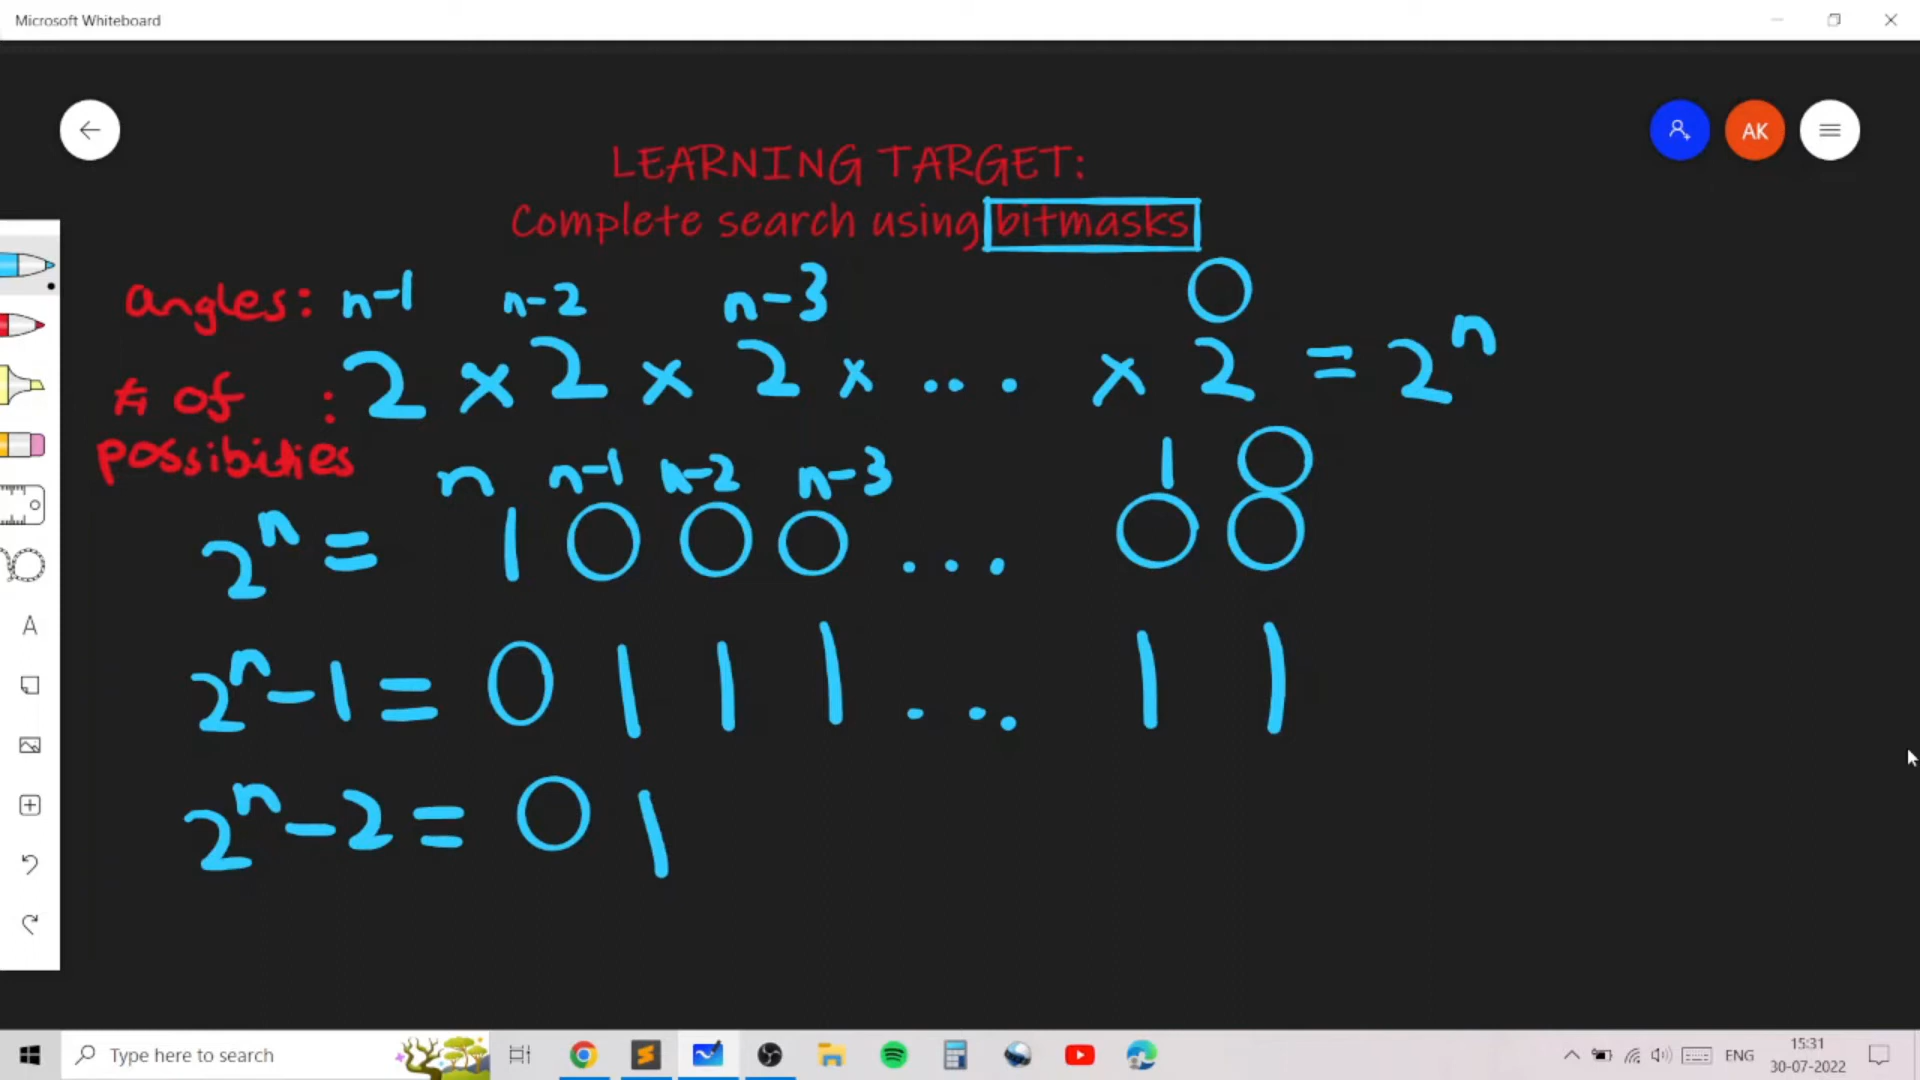 Microsoft Whiteboard
AK
LEARNING TARGET:
Complete search using bitmasks
angles: n-1 n-2 n-3 0
# of possibilities : 2 × 2 × 2 × ... × 2 = 2^n
n n-1 n-2 n-3 1 0
2^n = 1 0 0 0 ... 0 0
2^n-1 = 0 1 1 1 ... 1 1
2^n-2 = 0 1
A
Type here to search
ENG
15:31
30-07-2022